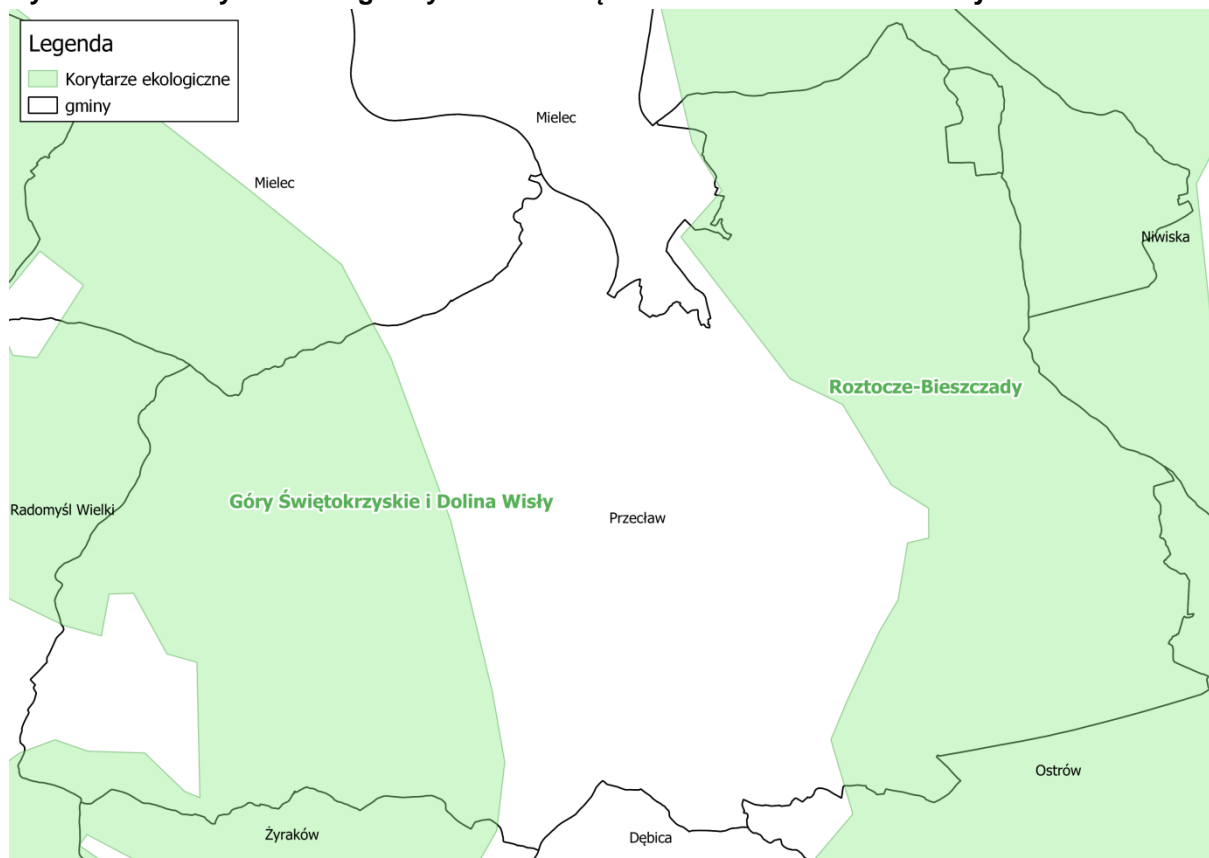 Legenda
Korytarze ekologiczne
gminy
Mielec
Mielec
Niwiska
Roztocze-Bieszczady
Góry Świętokrzyskie i Dolina Wisły
Radomyśl Wielki
Przecław
Ostrów
Żyraków
Dębica